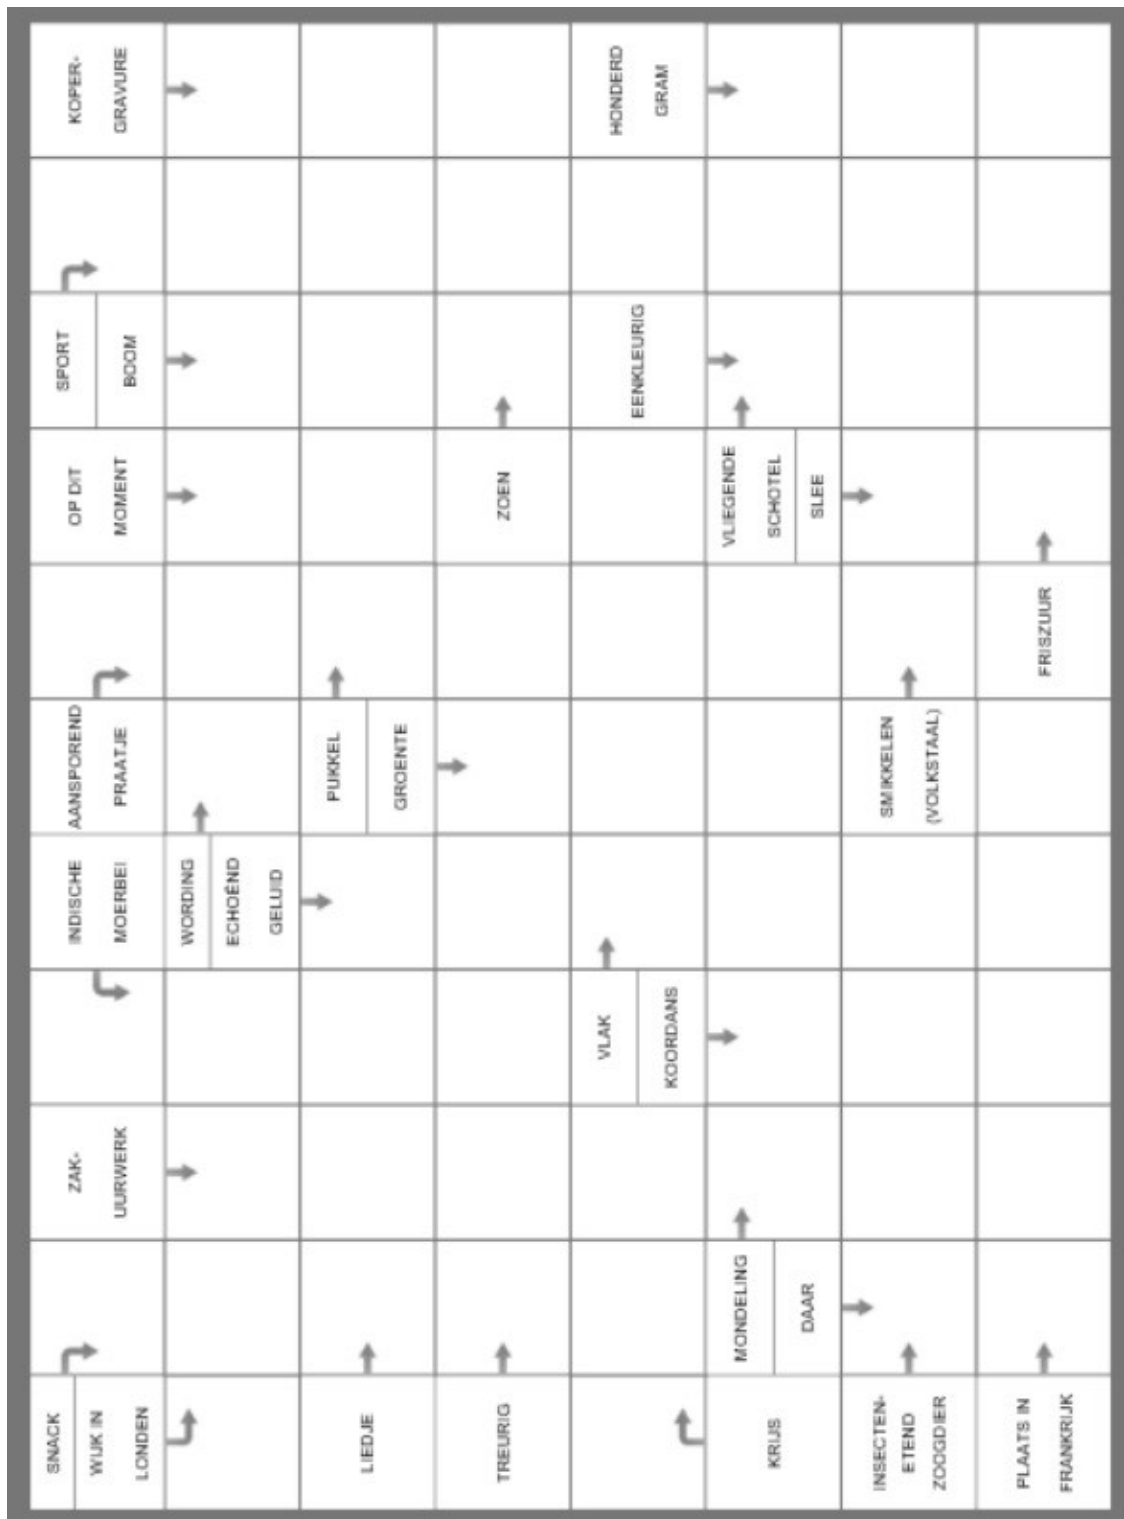 SNACK
WIJK IN
LONDEN
ZAK-
UURWERK
INDISCHE
MOERBEI
AANSPOREND
PRAATJE
OP DIT
MOMENT
SPORT
BOOM
KOPER-
GRAVURE
WORDING
ECHOËND
GELUID
LIEDJE
PUKKEL
GROENTE
TREURIG
ZOEN
VLAK
KOORDANS
EENKLEURIG
HONDERD
GRAM
KRIJS
MONDELING
DAAR
VLIEGENDE
SCHOTEL
SLEE
INSECTEN-
ETEND
ZOOGDIER
SMIKKELEN
(VOLKSTAAL)
PLAATS IN
FRANKRIJK
FRISZUUR